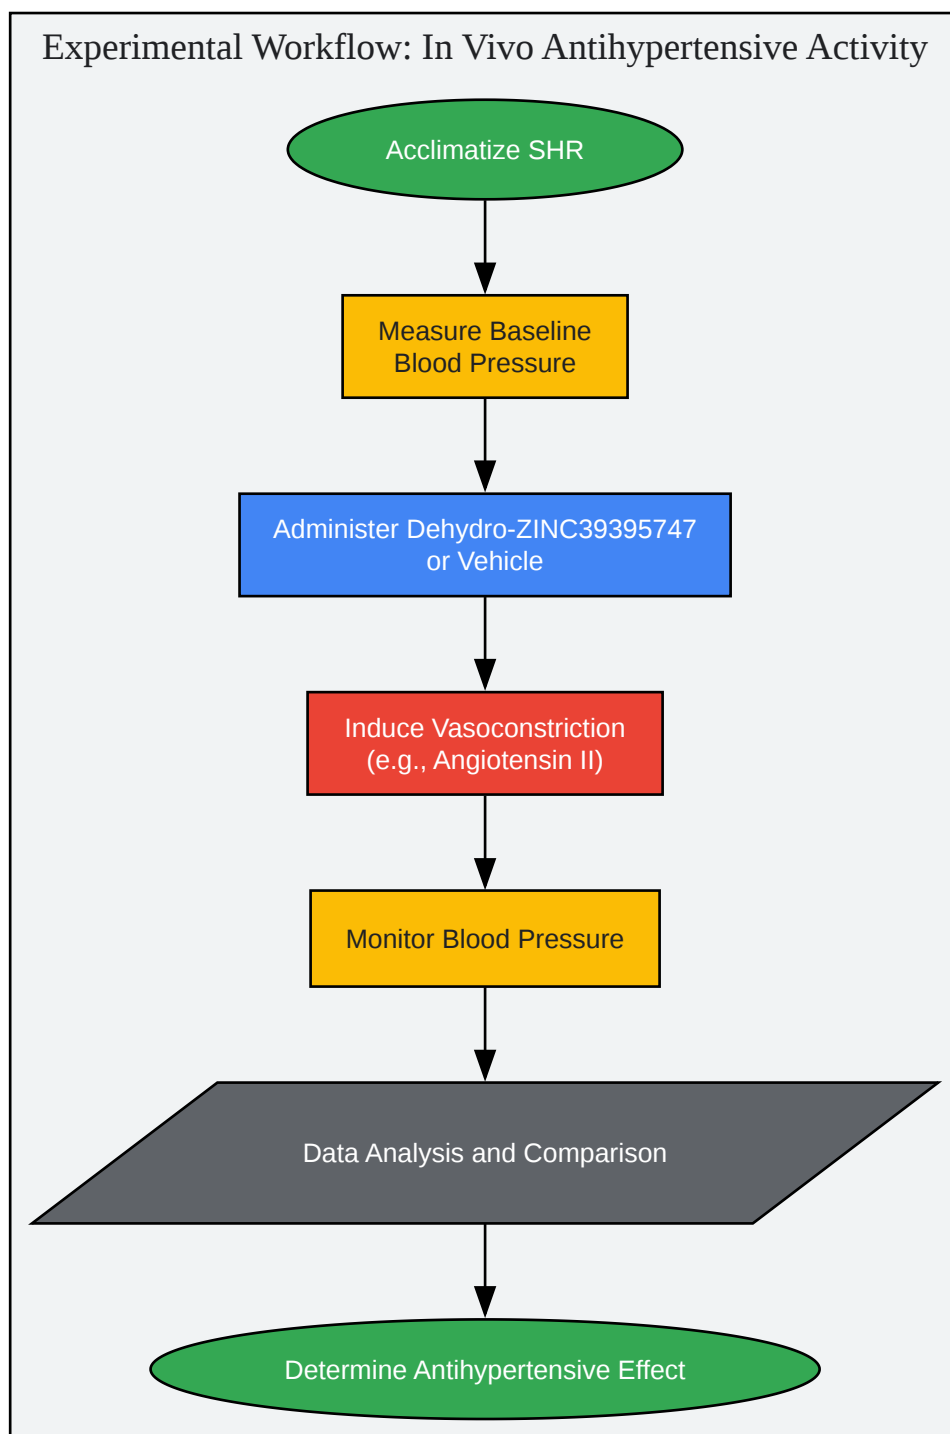 Experimental Workflow: In Vivo Antihypertensive Activity
Acclimatize SHR
Measure Baseline
Blood Pressure
Administer Dehydro-ZINC39395747
or Vehicle
Induce Vasoconstriction
(e.g., Angiotensin II)
Monitor Blood Pressure
Data Analysis and Comparison
Determine Antihypertensive Effect